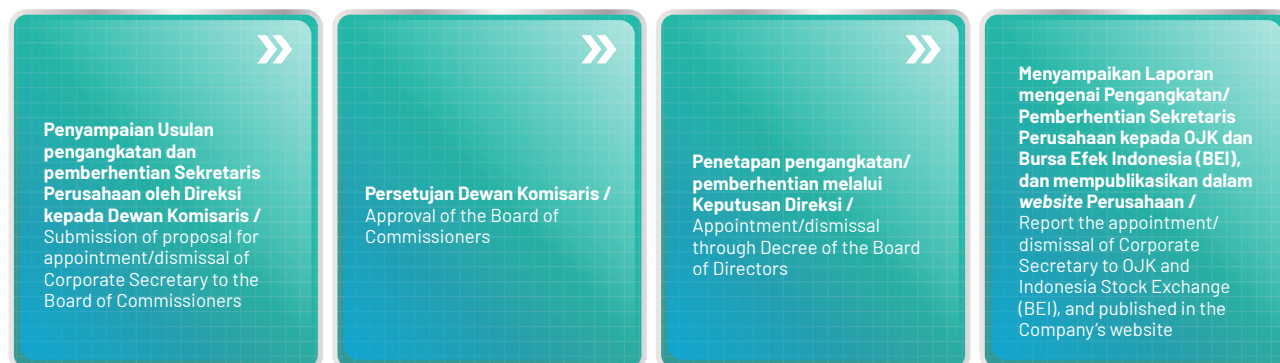 Penyampaian Usulan
pengangkatan dan
pemberhentian Sekretaris
Perusahaan oleh Direksi
kepada Dewan Komisaris /
Submission of proposal for
appointment/dismissal of
Corporate Secretary to the
Board of Commissioners
Persetujan Dewan Komisaris /
Approval of the Board of
Commissioners
Penetapan pengangkatan/
pemberhentian melalui
Keputusan Direksi /
Appointment/dismissal
through Decree of the Board
of Directors
Menyampaikan Laporan
mengenai Pengangkatan/
Pemberhentian Sekretaris
Perusahaan kepada OJK dan
Bursa Efek Indonesia (BEI),
dan mempublikasikan dalam
website Perusahaan /
Report the appointment/
dismissal of Corporate
Secretary to OJK and
Indonesia Stock Exchange
(BEI), and published in the
Company's website